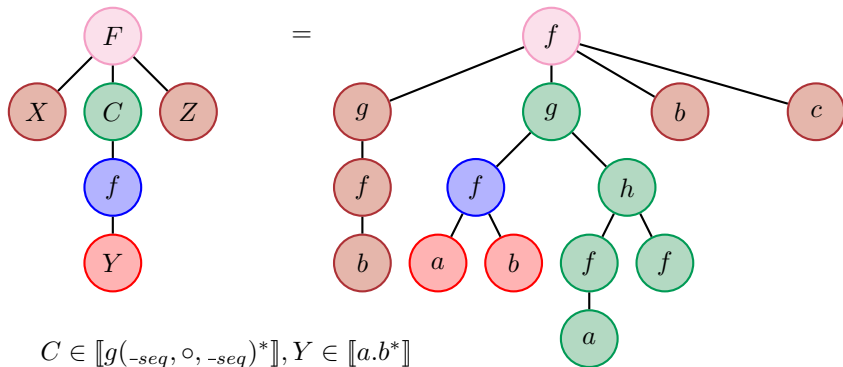 F = f
X C Z g g b c
f f f h
Y b a b f f
a
C ∈ ⟦g(_seq, ∘, _seq)*⟧, Y ∈ ⟦a.b*⟧